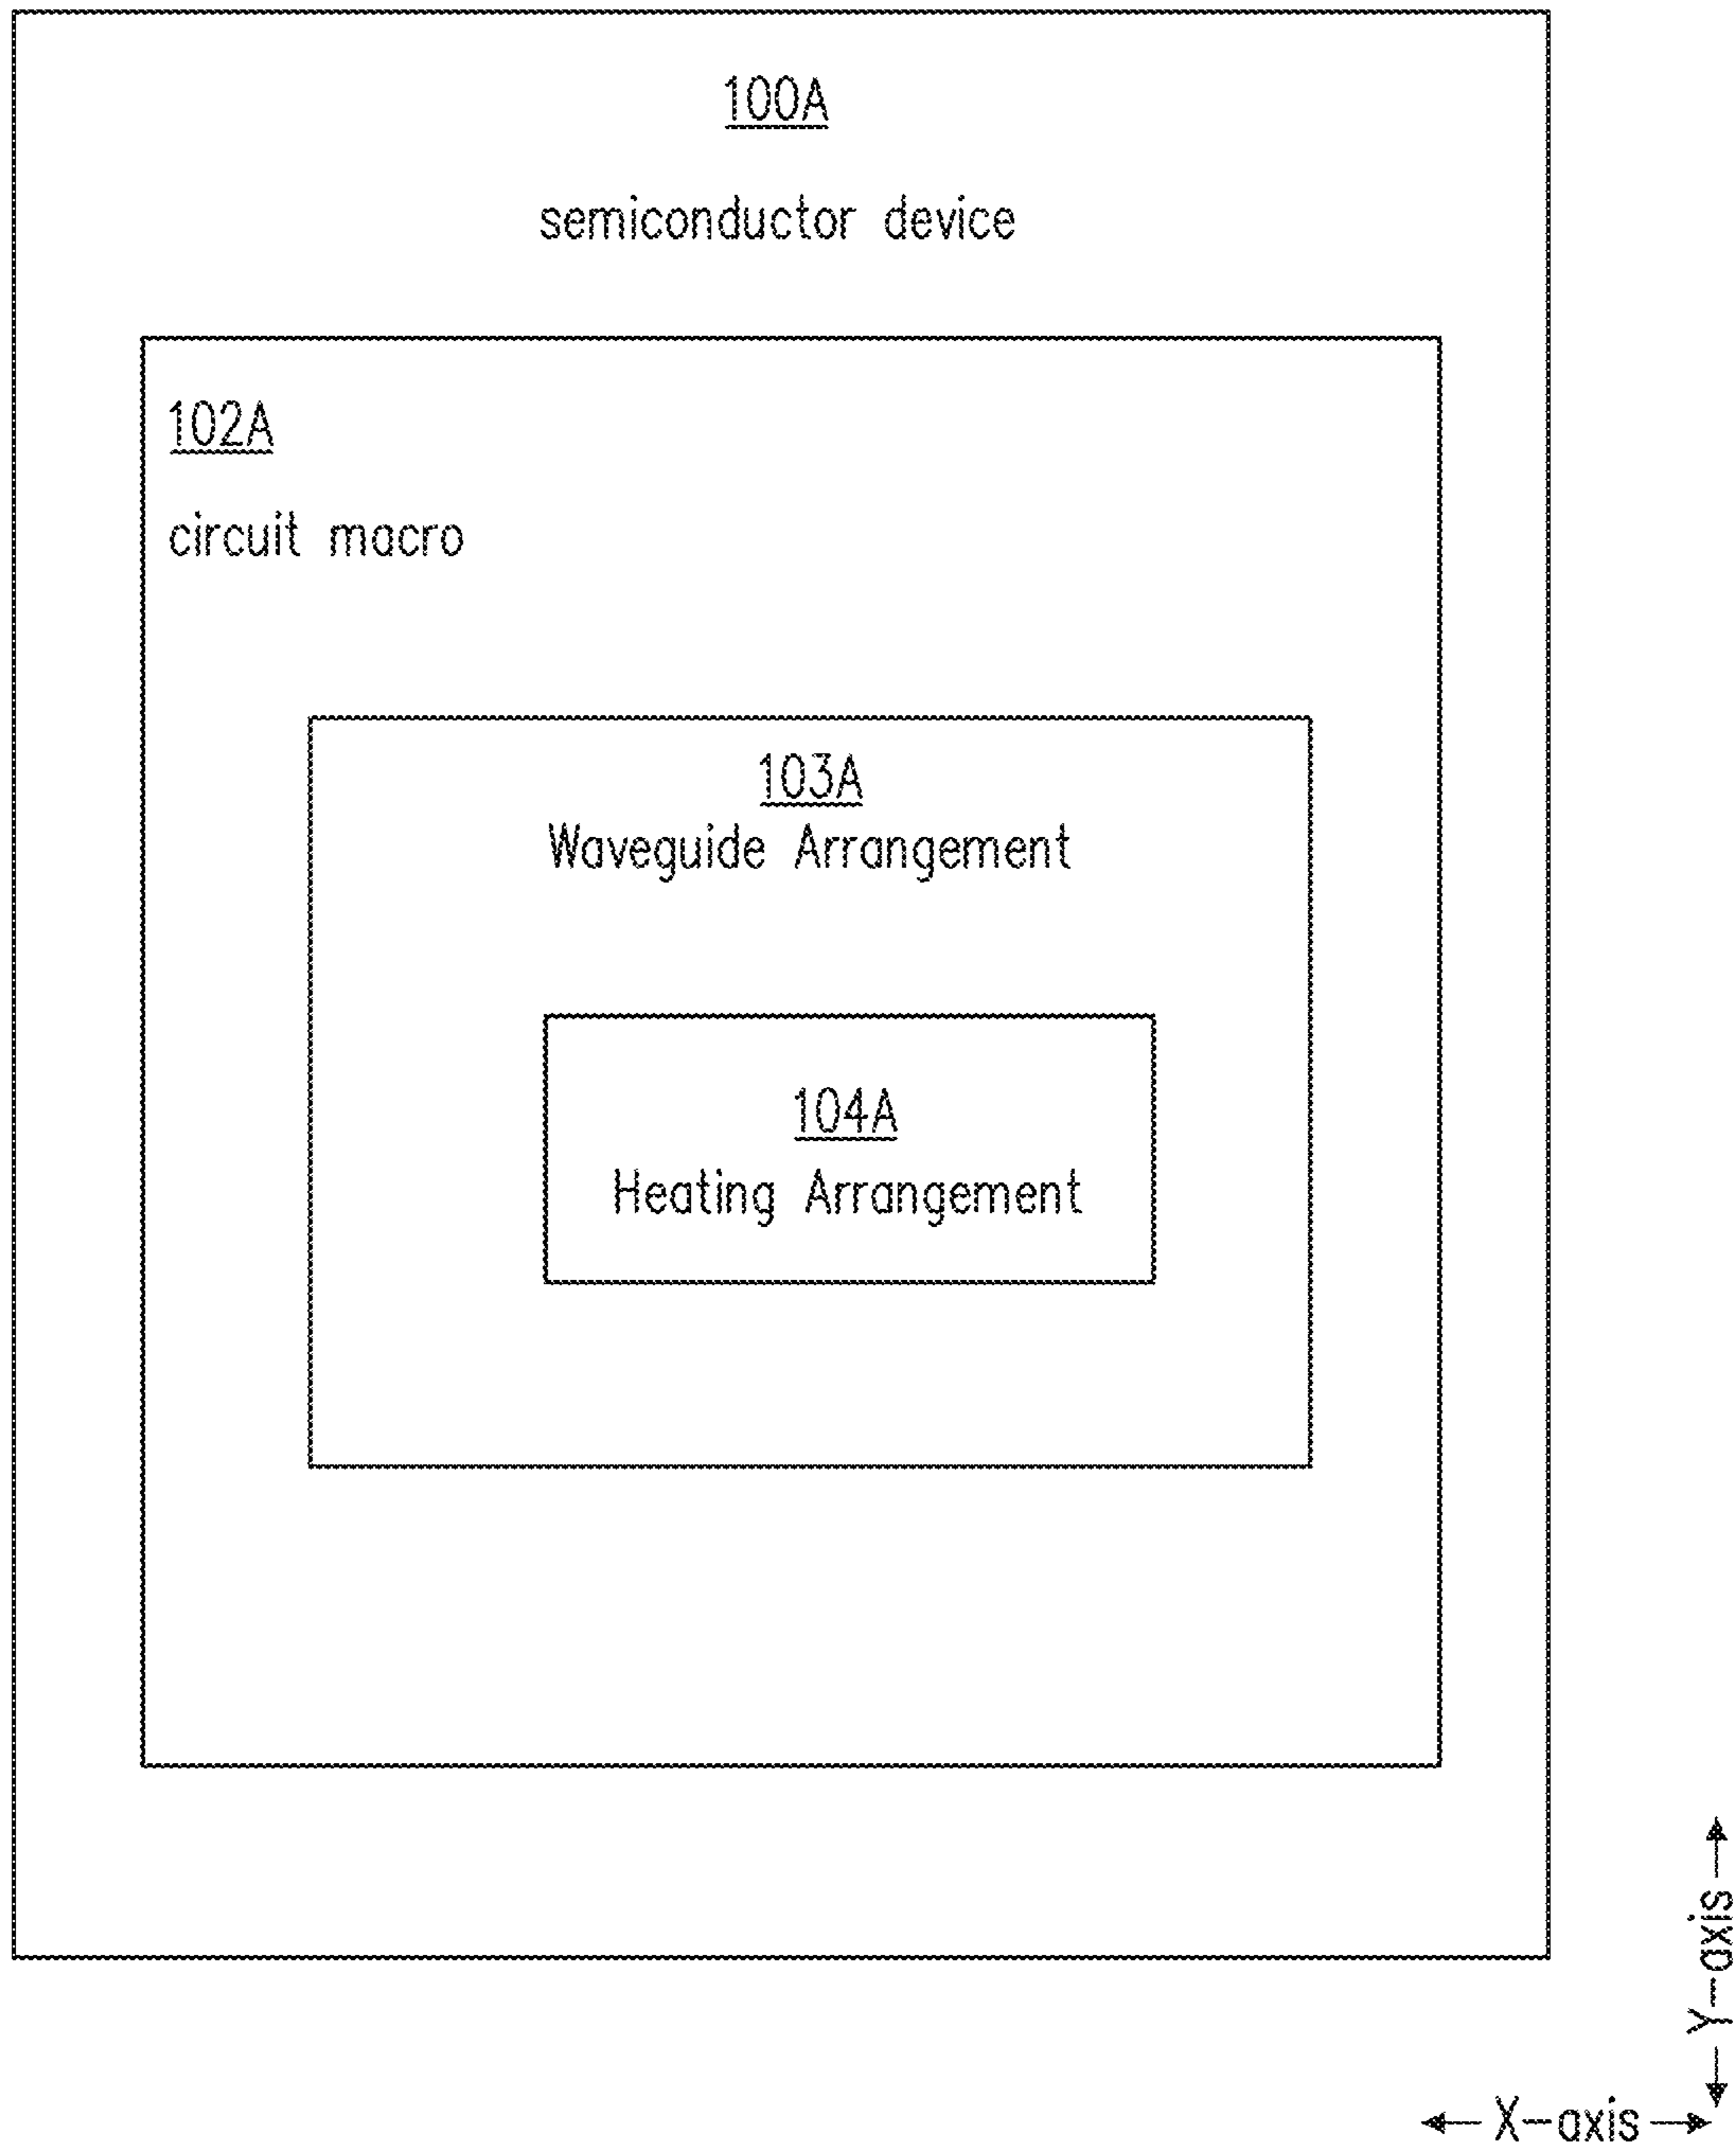 100A
semiconductor device
102A
circuit macro
103A
Waveguide Arrangement
104A
Heating Arrangement
Y-axis
X-axis